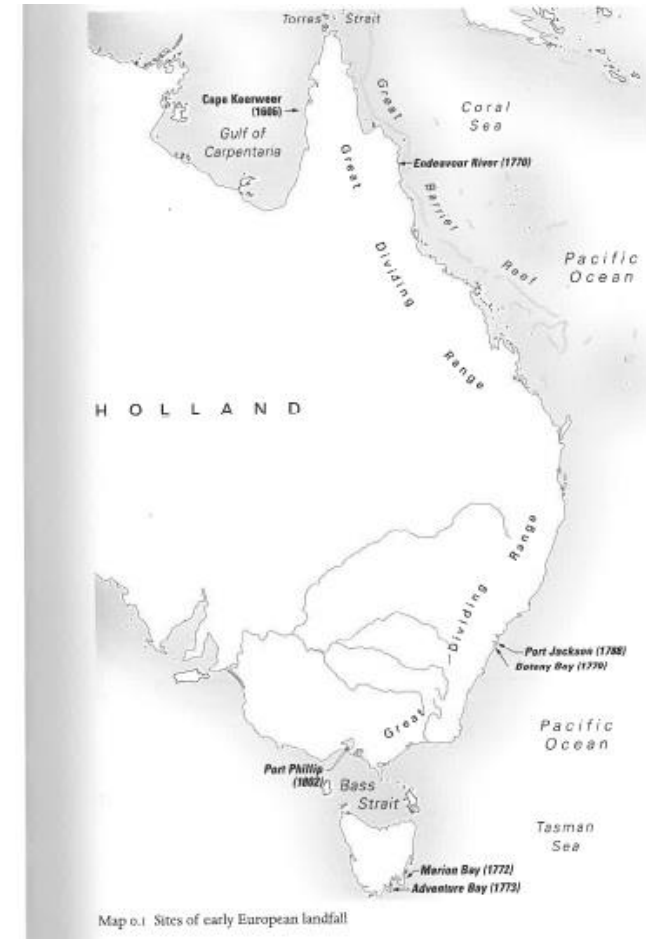 Torres Strait
Cape Keerweer
(1606)
Gulf of
Carpentaria
Great
Barrier
Reef
Coral
Sea
Endeavour River (1770)
Great
Dividing
Range
Pacific
Ocean
HOLLAND
Great
Dividing
Range
Port Jackson (1788)
Botany Bay (1770)
Port Phillip
(1802)
Bass
Strait
Pacific
Ocean
Tasman
Sea
Marion Bay (1772)
Adventure Bay (1773)
Map 0.1 Sites of early European landfall